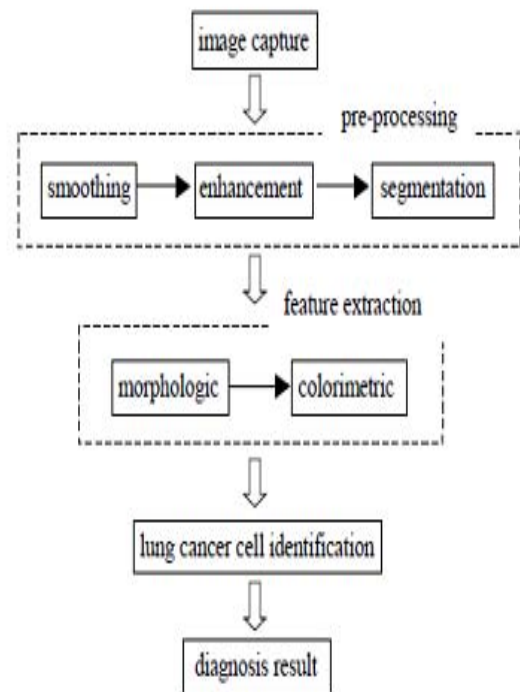 image capture
pre-processing
smoothing
enhancement
segmentation
feature extraction
morphologic
colorimetric
lung cancer cell identification
diagnosis result